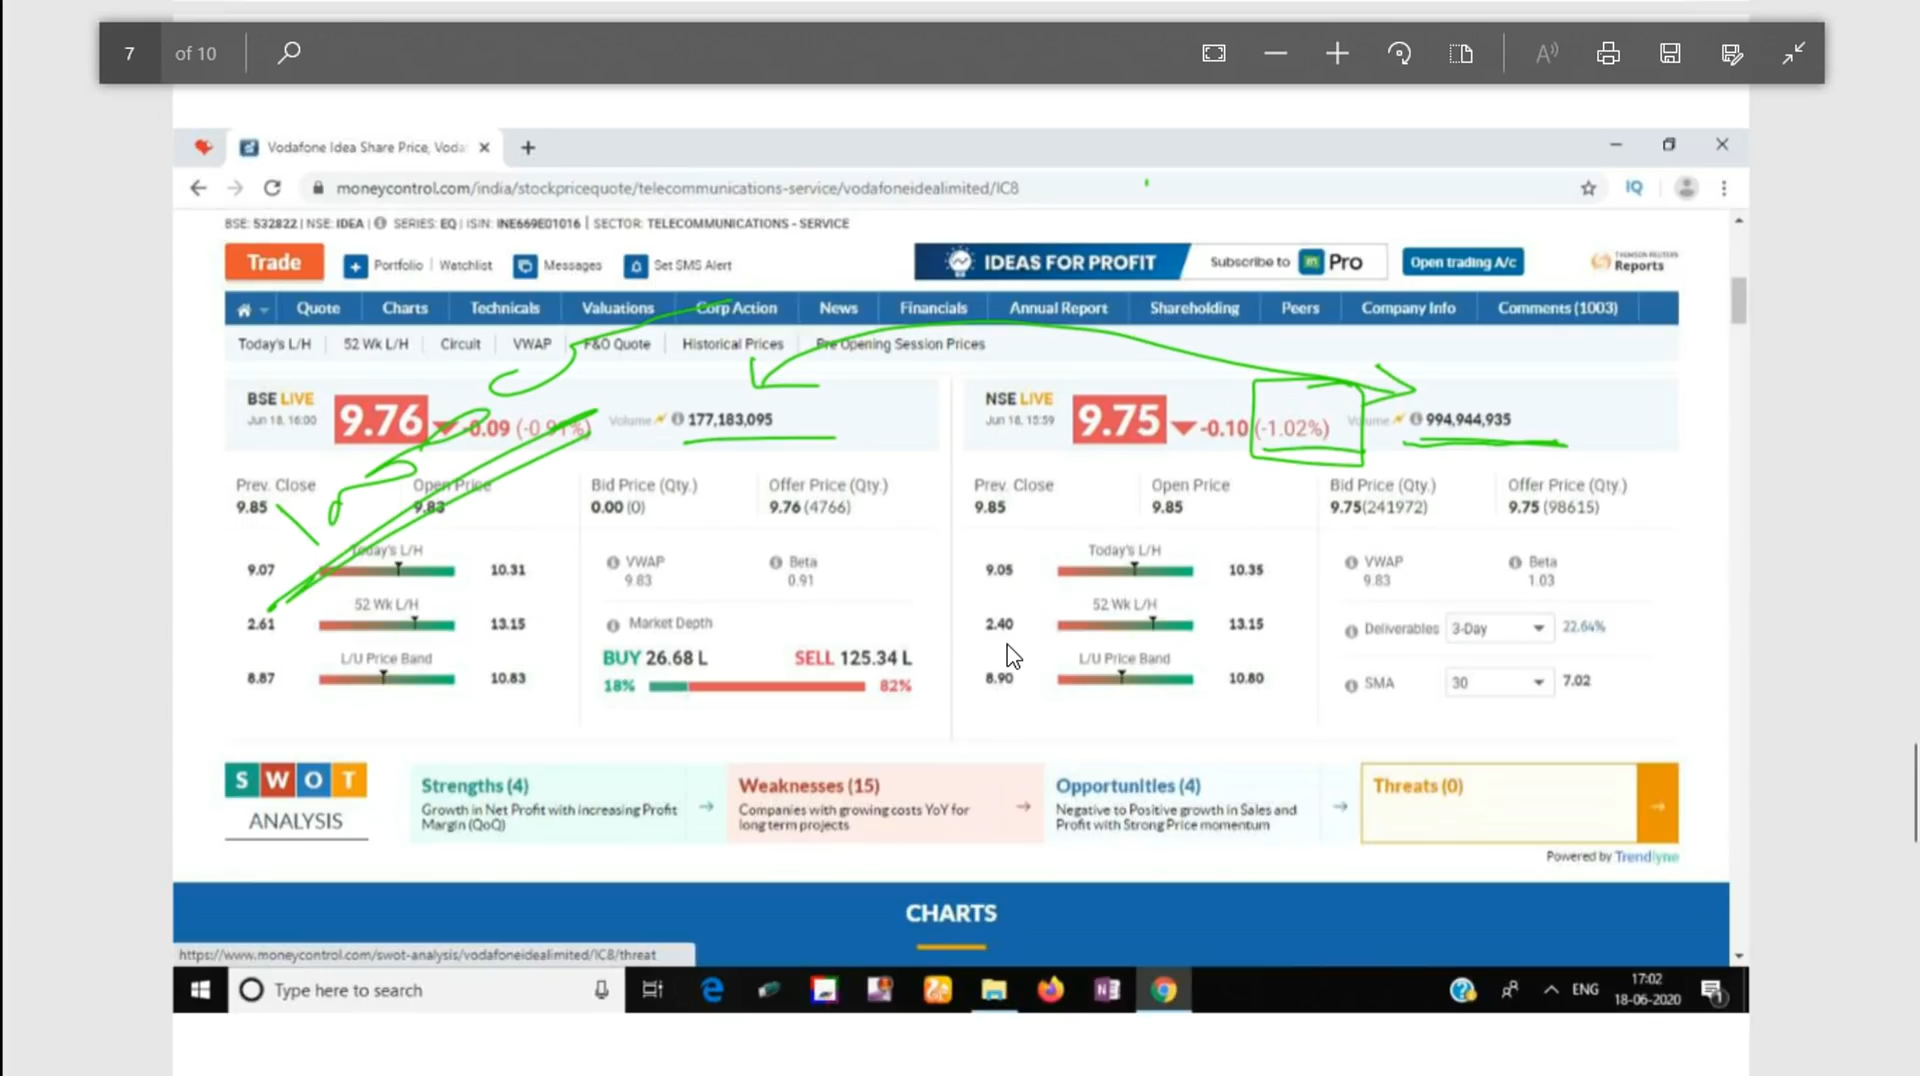 7 of 10
Vodafone Idea Share Price, Voda
moneycontrol.com/india/stockpricequote/telecommunications-service/vodafoneidealimited/IC8
IQ
BSE: 532822 | NSE: IDEA | SERIES: EQ | ISIN: INE669E01016 | SECTOR: TELECOMMUNICATIONS - SERVICE
Trade
Portfolio | Watchlist Messages Set SMS Alert
IDEAS FOR PROFIT Subscribe to m Pro Open trading A/c
THOMSON REUTERS
Reports
Quote Charts Technicals Valuations Corp Action News Financials Annual Report Shareholding Peers Company Info Comments (1003)
Today's L/H 52 Wk L/H Circuit VWAP F&O Quote Historical Prices Pre Opening Session Prices
BSE LIVE
Jun 18, 16:00
9.76 -0.09 (-0.91%) Volume 177,183,095
NSE LIVE
Jun 18, 15:59
9.75 -0.10 (-1.02%) Volume 994,944,935
Prev. Close Open Price Bid Price (Qty.) Offer Price (Qty.)
9.85 9.83 0.00 (0) 9.76 (4766)
Prev. Close Open Price Bid Price (Qty.) Offer Price (Qty.)
9.85 9.85 9.75(241972) 9.75 (98615)
Today's L/H
9.07 10.31
52 Wk L/H
2.61 13.15
L/U Price Band
8.87 10.83
VWAP Beta
9.83 0.91
Market Depth
BUY 26.68 L SELL 125.34 L
18% 82%
Today's L/H
9.05 10.35
52 Wk L/H
2.40 13.15
L/U Price Band
8.90 10.80
VWAP Beta
9.83 1.03
Deliverables 3-Day 22.64%
SMA 30 7.02
SWOT
ANALYSIS
Strengths (4)
Growth in Net Profit with increasing Profit
Margin (QoQ)
Weaknesses (15)
Companies with growing costs YoY for
long term projects
Opportunities (4)
Negative to Positive growth in Sales and
Profit with Strong Price momentum
Threats (0)
Powered by Trendlyne
CHARTS
https://www.moneycontrol.com/swot-analysis/vodafoneidealimited/IC8/threat
Type here to search
ENG
17:02
18-06-2020
1